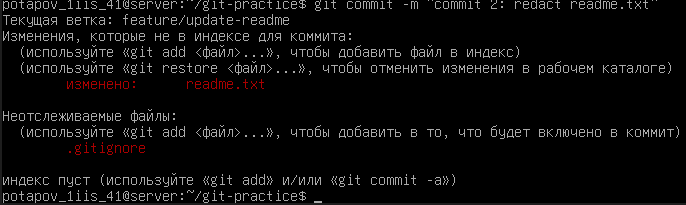 potapov_1iis_41@server:~/git-practice$ git commit -m "commit 2: redact readme.txt"
Текущая ветка: feature/update-readme
Изменения, которые не в индексе для коммита:
(используйте «git add <файл>...», чтобы добавить файл в индекс)
(используйте «git restore <файл>...», чтобы отменить изменения в рабочем каталоге)
изменено: readme.txt
Неотслеживаемые файлы:
(используйте «git add <файл>...», чтобы добавить в то, что будет включено в коммит)
.gitignore
индекс пуст (используйте «git add» и/или «git commit -a»)
potapov_1iis_41@server:~/git-practice$ _